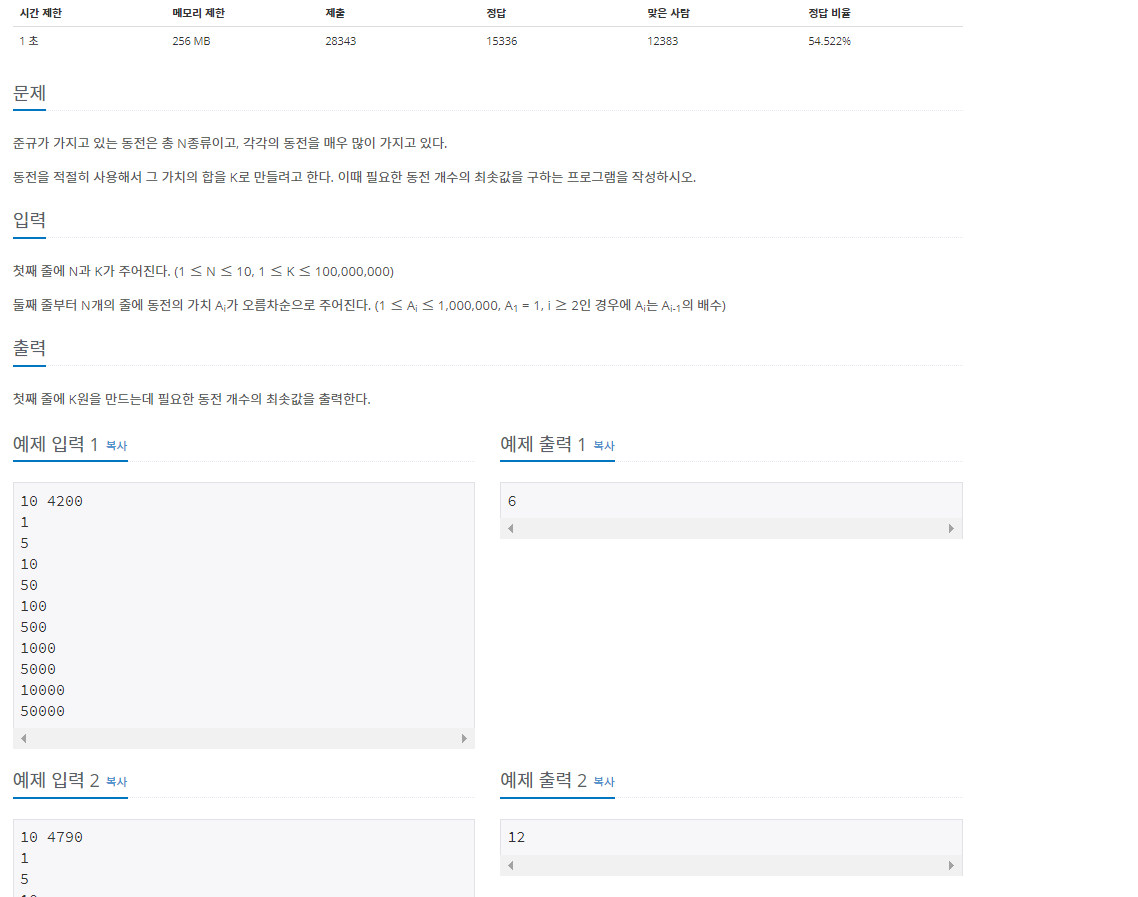 시간 제한 메모리 제한 제출 정답 맞은 사람 정답 비율
1 초 256 MB 28343 15336 12383 54.522%
문제
준규가 가지고 있는 동전은 총 N종류이고, 각각의 동전을 매우 많이 가지고 있다.
동전을 적절히 사용해서 그 가치의 합을 K로 만들려고 한다. 이때 필요한 동전 개수의 최솟값을 구하는 프로그램을 작성하시오.
입력
첫째 줄에 N과 K가 주어진다. (1 ≤ N ≤ 10, 1 ≤ K ≤ 100,000,000)
둘째 줄부터 N개의 줄에 동전의 가치 Ai가 오름차순으로 주어진다. (1 ≤ Ai ≤ 1,000,000, A1 = 1, i ≥ 2인 경우에 Ai는 Ai-1의 배수)
출력
첫째 줄에 K원을 만드는데 필요한 동전 개수의 최솟값을 출력한다.
예제 입력 1 복사
10 4200
1
5
10
50
100
500
1000
5000
10000
50000
예제 출력 1 복사
6
예제 입력 2 복사
10 4790
1
5
예제 출력 2 복사
12